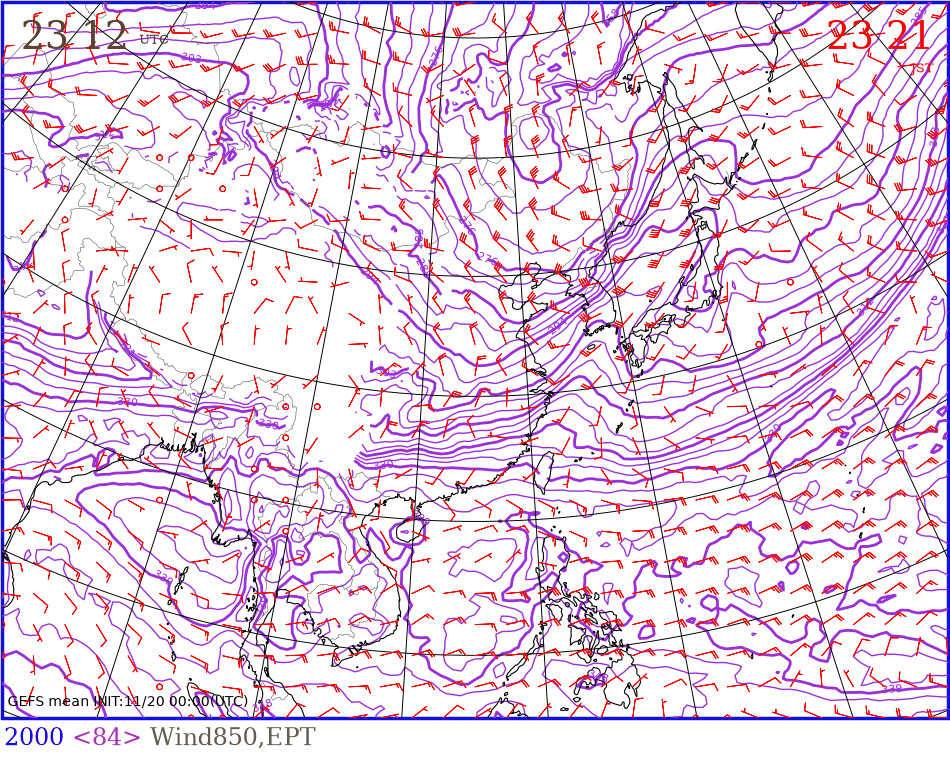 23 12 UTC
23 21
JST
GEFS mean INIT:11/20 00:00(UTC)
2000 <84> Wind850,EPT